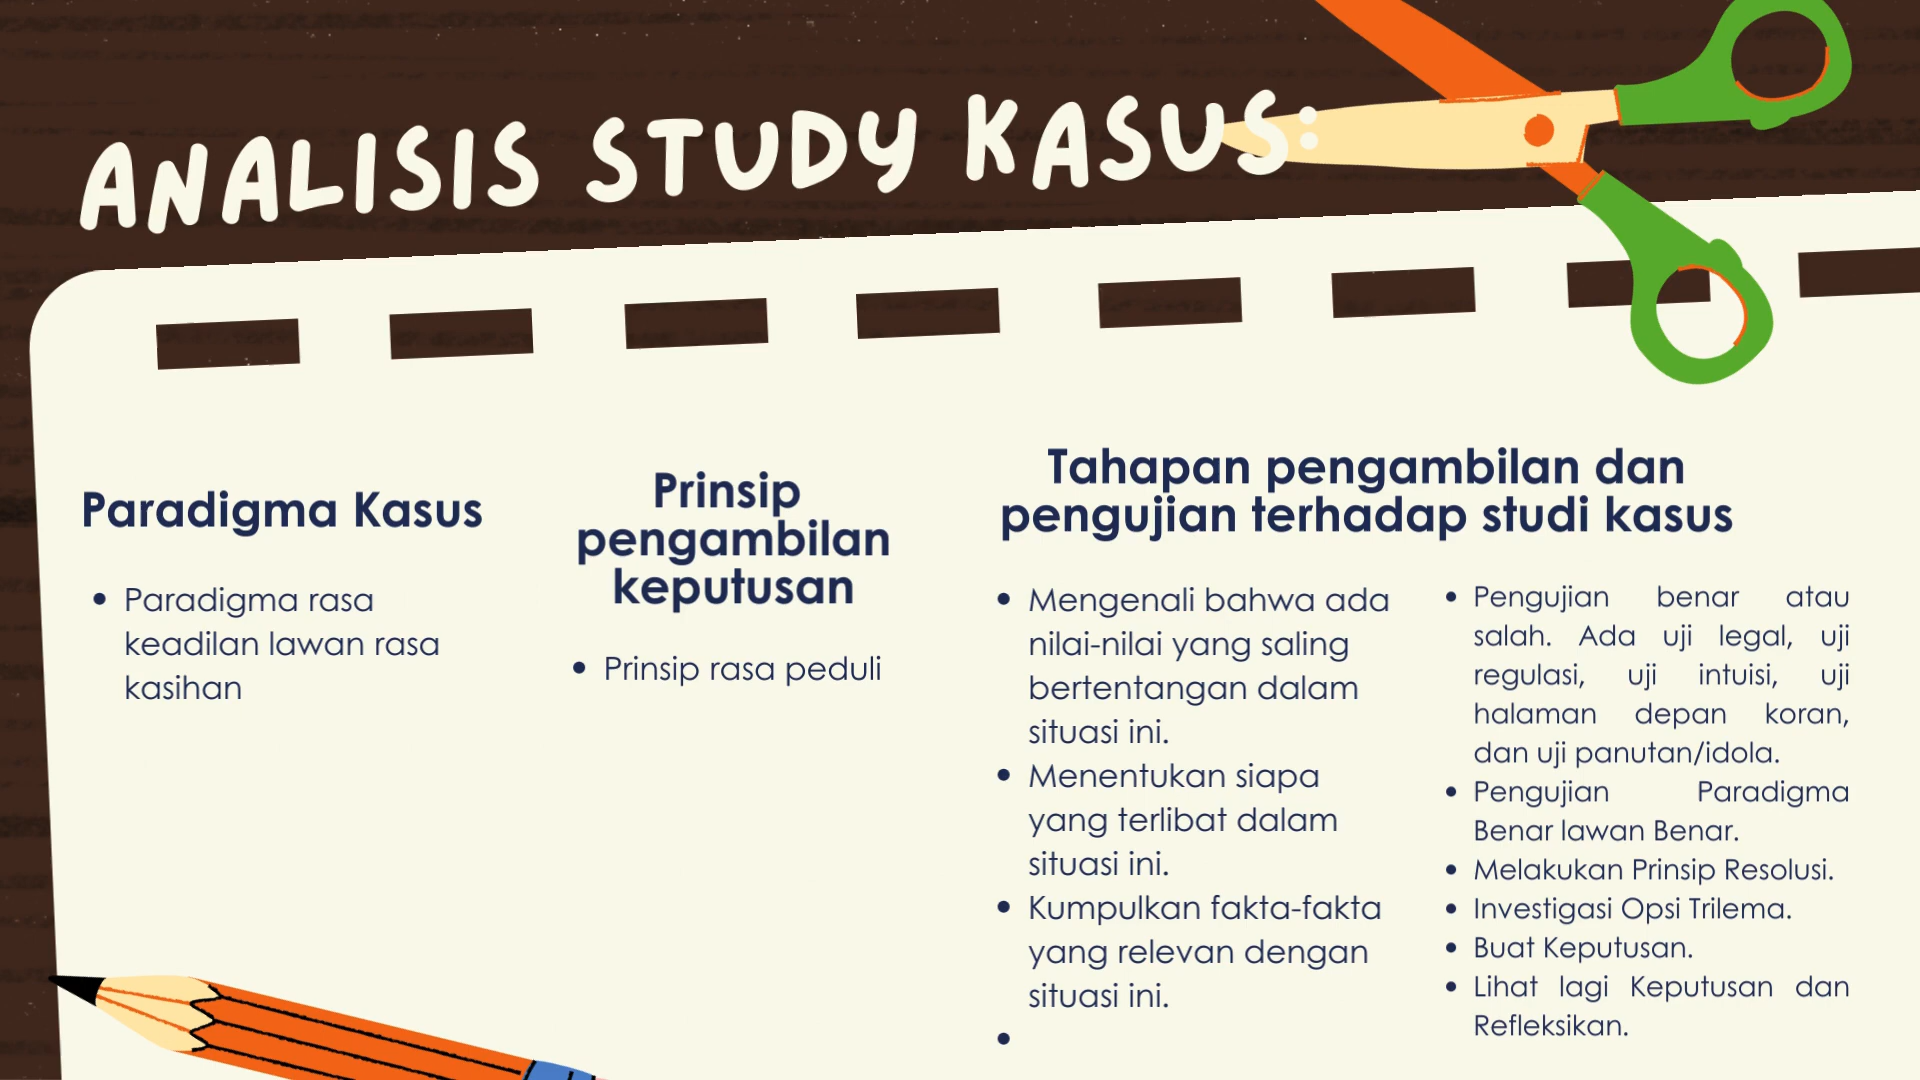 ANALISIS STUDY KASUS:
Paradigma Kasus
• Paradigma rasa
keadilan lawan rasa
kasihan
Prinsip
pengambilan
keputusan
• Prinsip rasa peduli
Tahapan pengambilan dan
pengujian terhadap studi kasus
• Mengenali bahwa ada
nilai-nilai yang saling
bertentangan dalam
situasi ini.
• Menentukan siapa
yang terlibat dalam
situasi ini.
• Kumpulkan fakta-fakta
yang relevan dengan
situasi ini.
•
• Pengujian benar atau
salah. Ada uji legal, uji
regulasi, uji intuisi, uji
halaman depan koran,
dan uji panutan/idola.
• Pengujian Paradigma
Benar lawan Benar.
• Melakukan Prinsip Resolusi.
• Investigasi Opsi Trilema.
• Buat Keputusan.
• Lihat lagi Keputusan dan
Refleksikan.